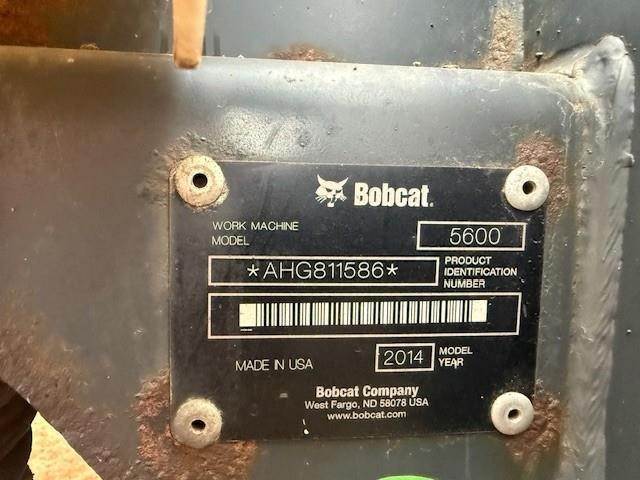 Bobcat.
WORK MACHINE
MODEL
5600
*AHG811586*
PRODUCT
IDENTIFICATION
NUMBER
MADE IN USA
2014
MODEL
YEAR
Bobcat Company
West Fargo, ND 58078 USA
www.bobcat.com